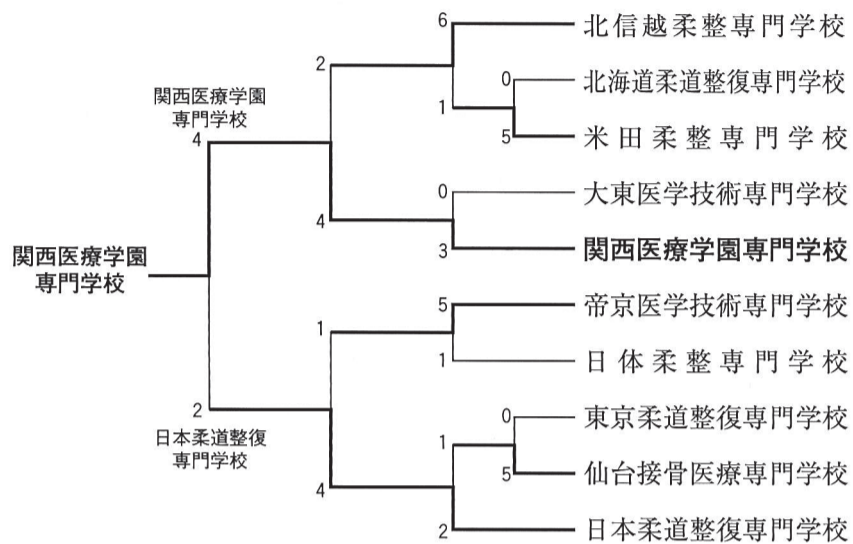 6
北信越柔整専門学校
2
0
北海道柔道整復専門学校
関西医療学園
専門学校
1
4
5
米田柔整専門学校
0
大東医学技術専門学校
4
3
関西医療学園専門学校
関西医療学園
専門学校
5
帝京医学技術専門学校
1
1
日体柔整専門学校
2
0
東京柔道整復専門学校
日本柔道整復
専門学校
1
5
仙台接骨医療専門学校
4
2
日本柔道整復専門学校